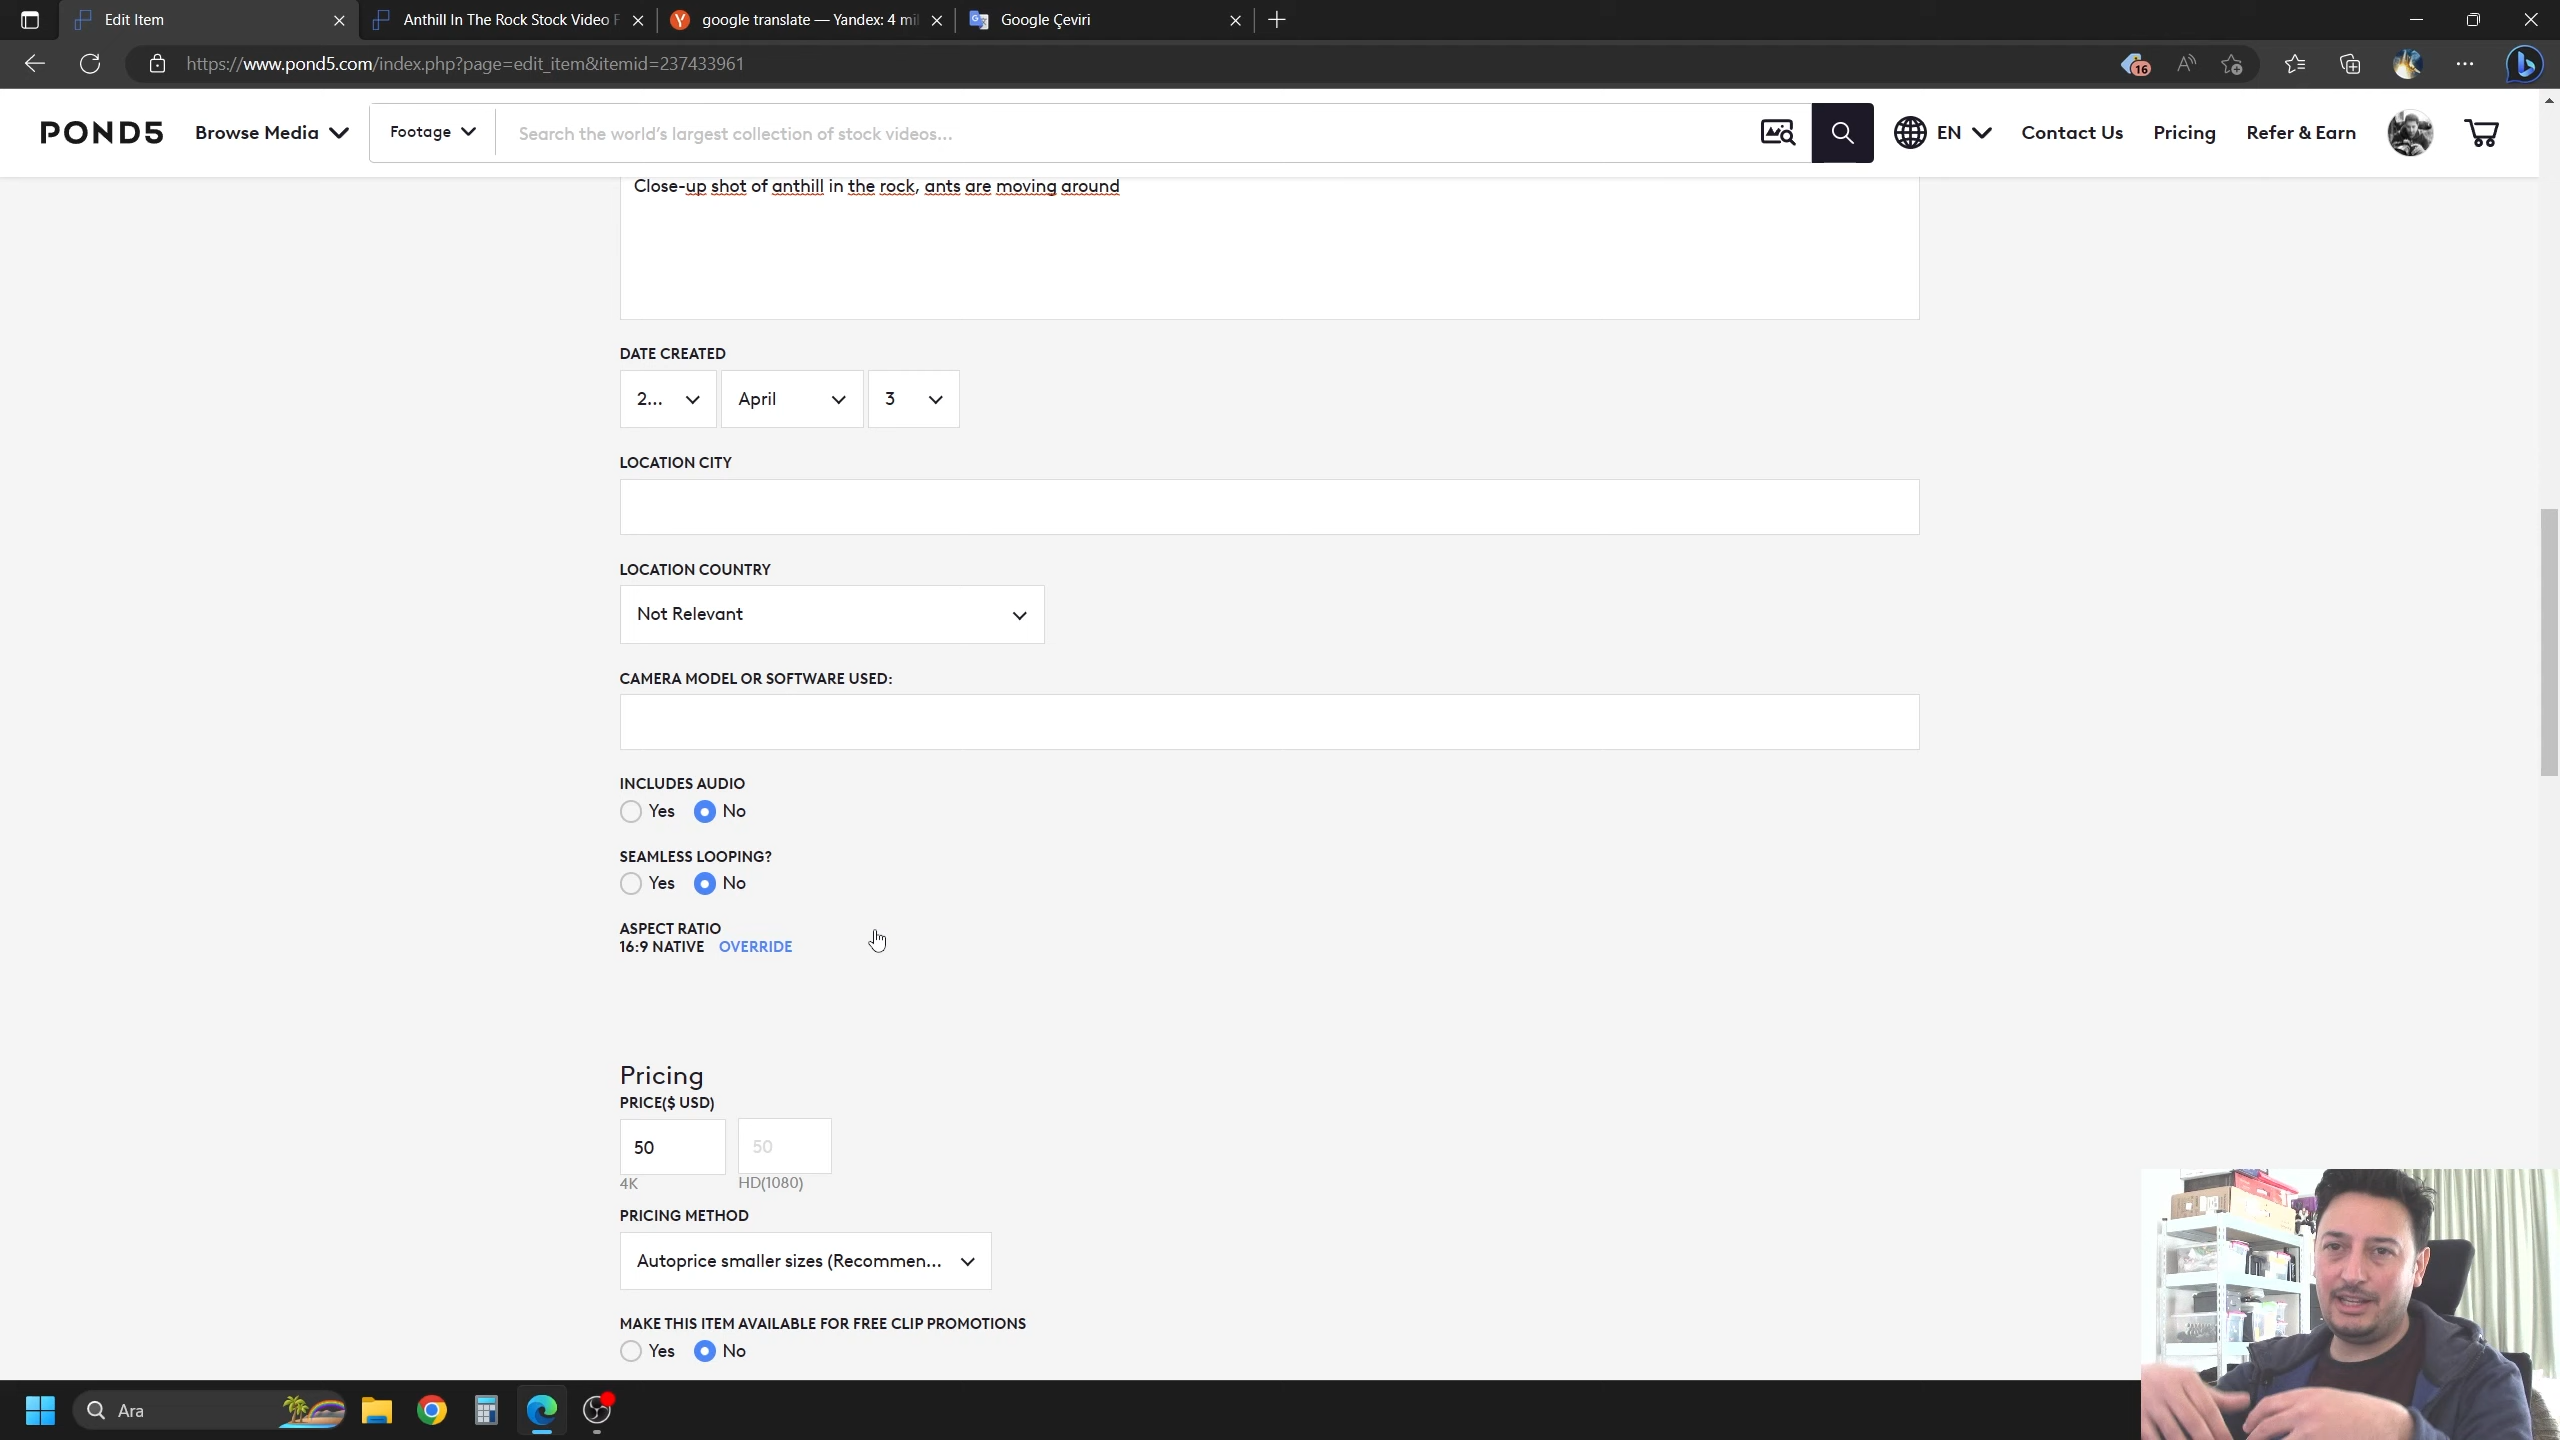 Edit Item
Anthill In The Rock Stock Video F
google translate — Yandex: 4 mil
Google Çeviri
https://www.pond5.com/index.php?page=edit_item&itemid=237433961
16
POND5
Browse Media
Footage
Search the world's largest collection of stock videos...
EN
Contact Us
Pricing
Refer & Earn
Close-up shot of anthill in the rock, ants are moving around
DATE CREATED
2...
April
3
LOCATION CITY
LOCATION COUNTRY
Not Relevant
CAMERA MODEL OR SOFTWARE USED:
INCLUDES AUDIO
Yes No
SEAMLESS LOOPING?
Yes No
ASPECT RATIO
16:9 NATIVE OVERRIDE
Pricing
PRICE($ USD)
50 50
4K HD(1080)
PRICING METHOD
Autoprice smaller sizes (Recommen...
MAKE THIS ITEM AVAILABLE FOR FREE CLIP PROMOTIONS
Yes No
Ara